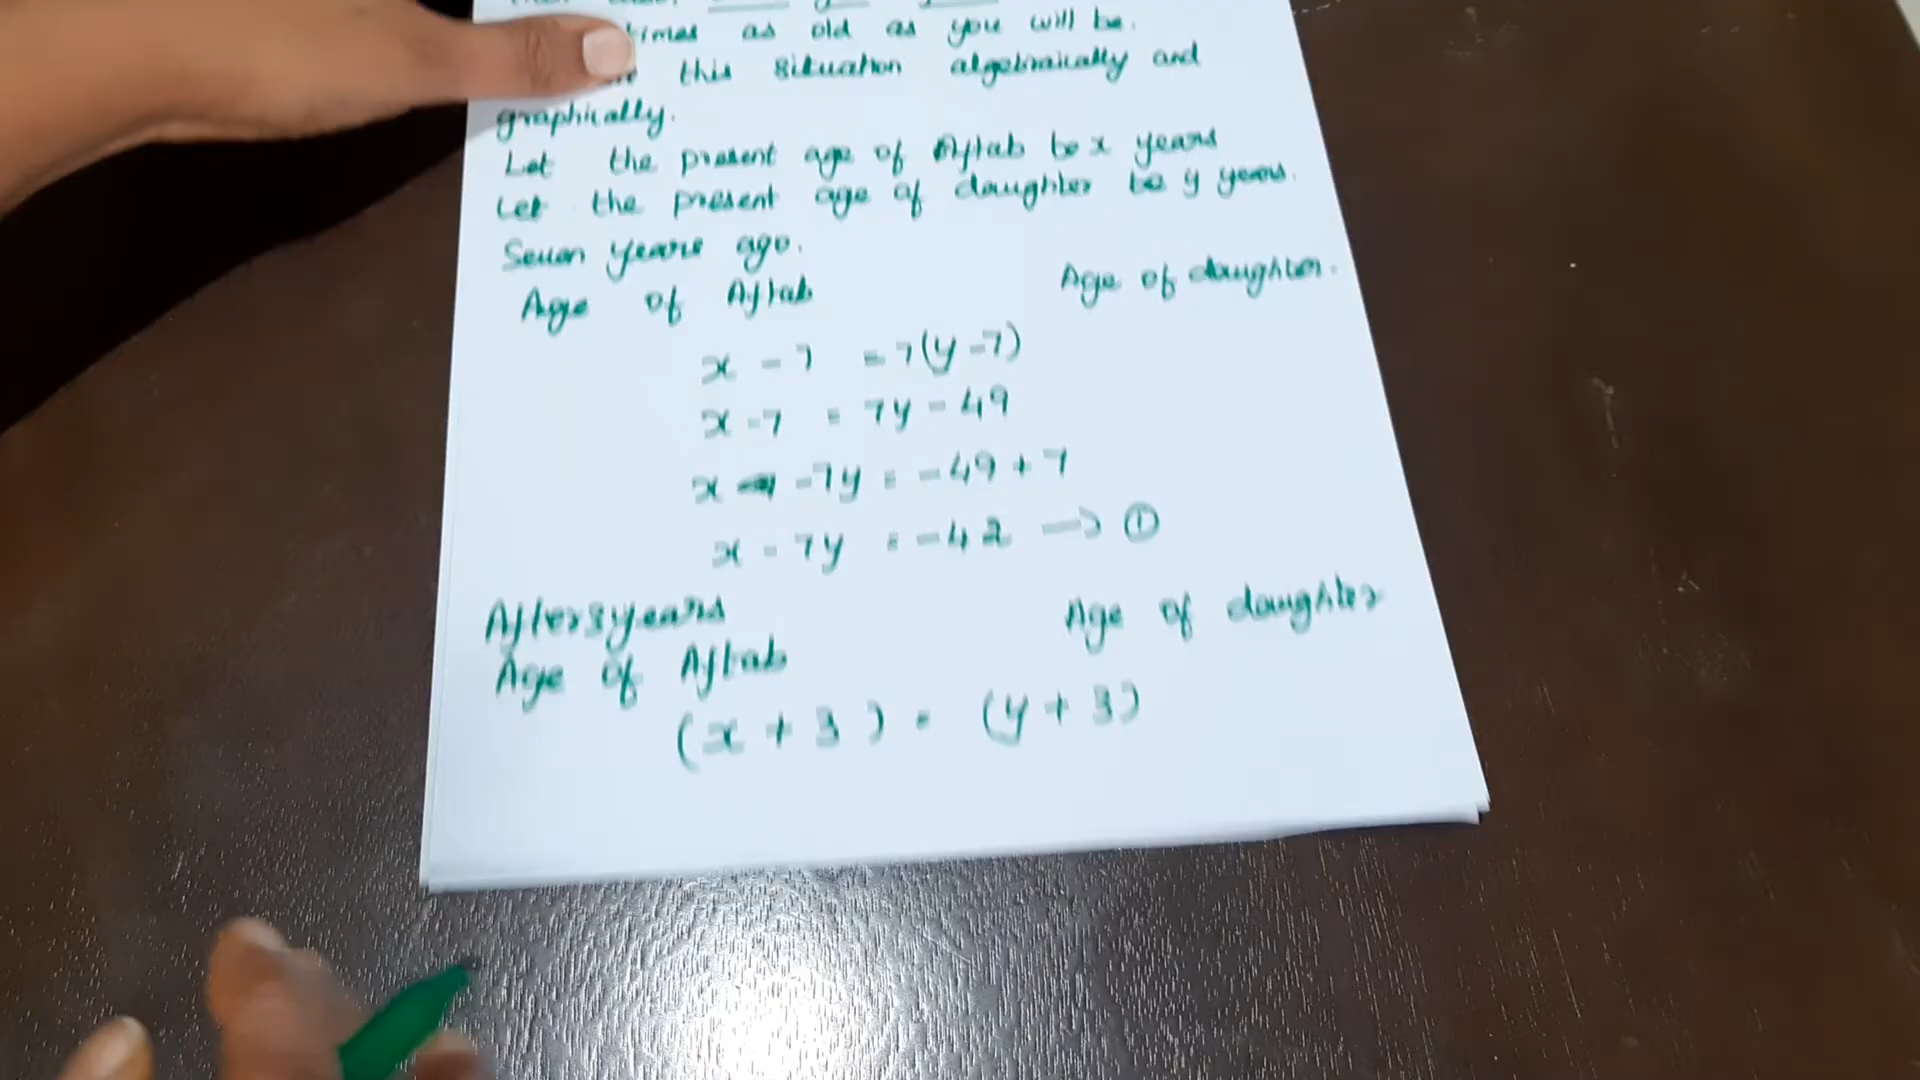 times as old as you will be.
this situation algebraically and
graphically.
Let the present age of Aftab be x years
Let the present age of daughter be y years.
Seven years ago.
Age of Aftab Age of daughter.
x - 7 = 7(y - 7)
x - 7 = 7y - 49
x - 7y = - 49 + 7
x - 7y = - 42 → ①
After 3 years
Age of Aftab Age of daughter
(x + 3) = (y + 3)